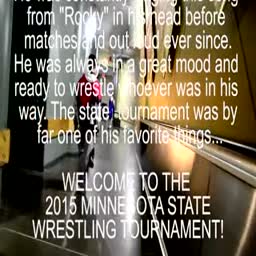 from "Rocky" in his head before
matches and out loud ever since.
He was always in a great mood and
ready to wrestle whoever was in his
way. The state tournament was by
far one of his favorite things...
WELCOME TO THE
2015 MINNESOTA STATE
WRESTLING TOURNAMENT!